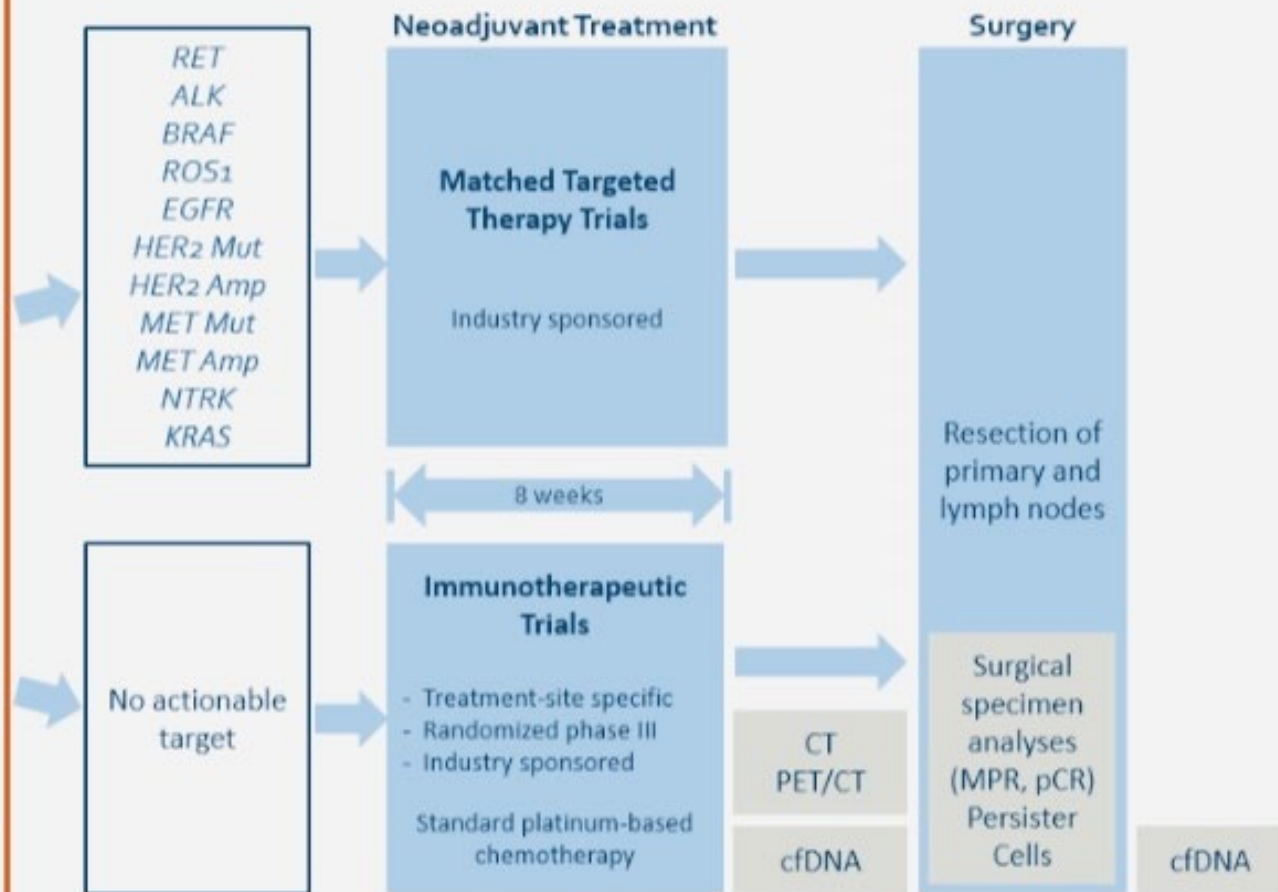 Neoadjuvant Treatment
Surgery
RET
ALK
BRAF
ROS1
EGFR
HER2 Mut
HER2 Amp
MET Mut
MET Amp
NTRK
KRAS
Matched Targeted
Therapy Trials
Industry sponsored
8 weeks
Resection of
primary and
lymph nodes
No actionable
target
Immunotherapeutic
Trials
- Treatment-site specific
- Randomized phase III
- Industry sponsored
Standard platinum-based
chemotherapy
CT
PET/CT
cfDNA
Surgical
specimen
analyses
(MPR, pCR)
Persister
Cells
cfDNA